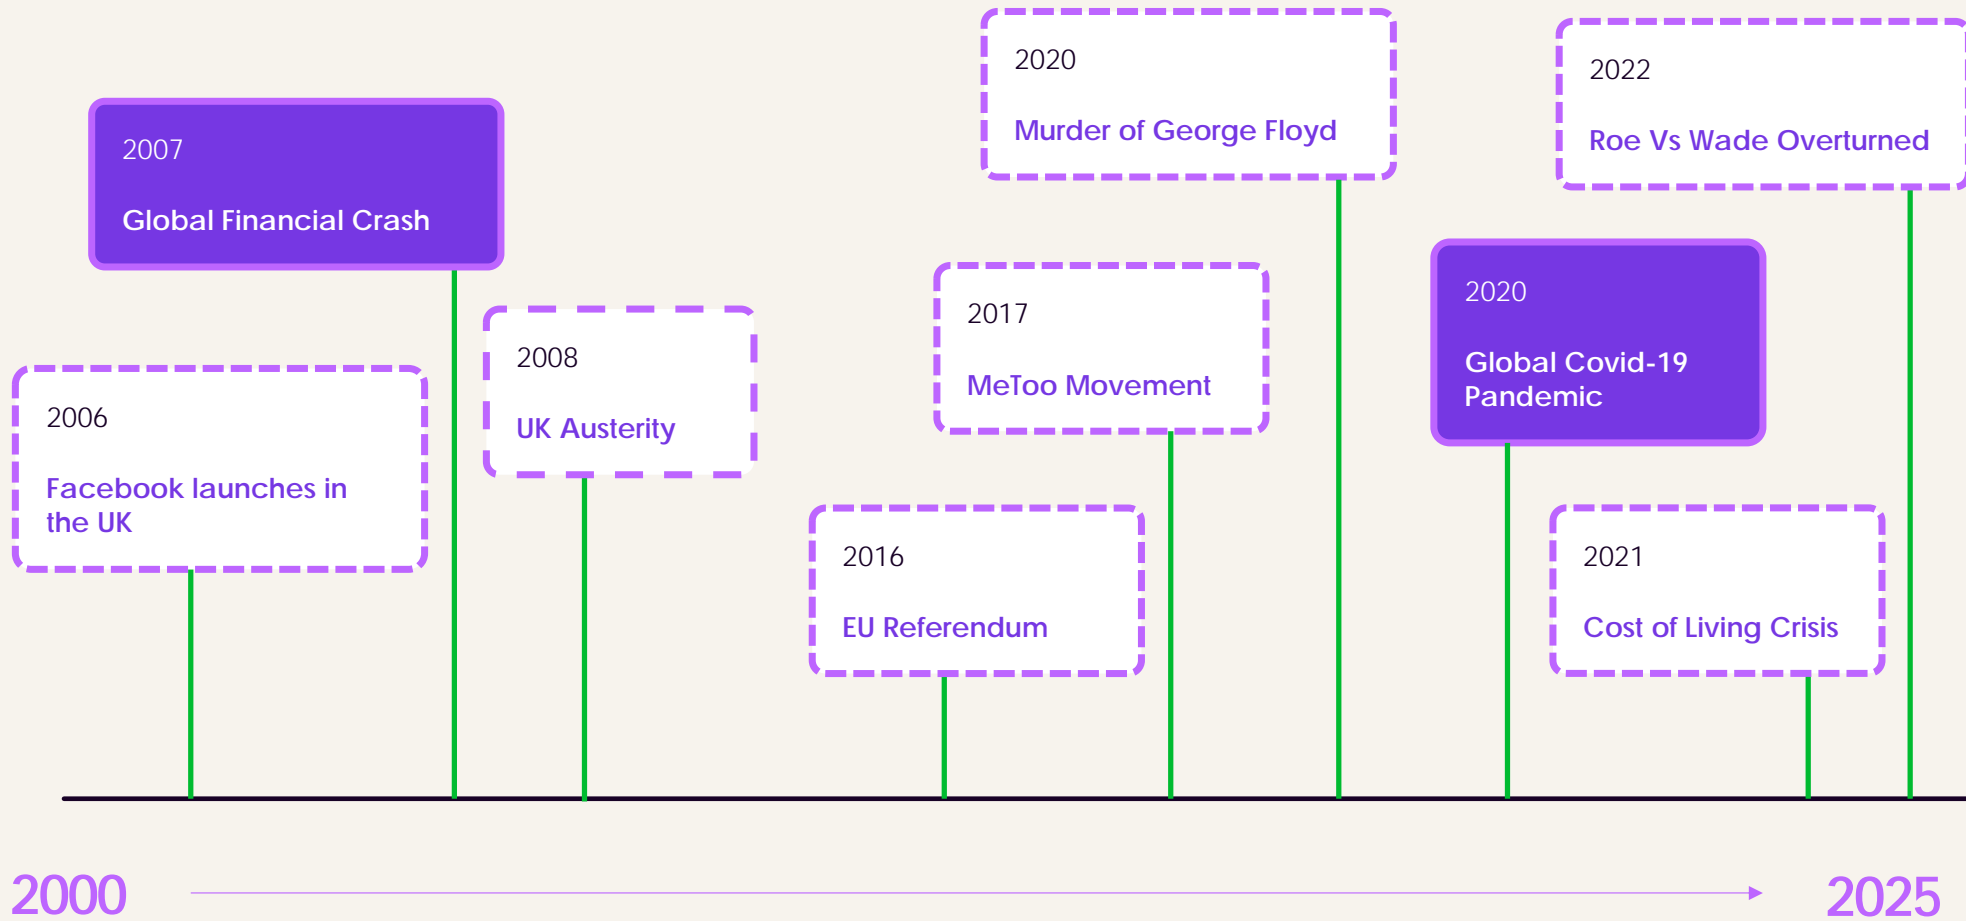 2006
Facebook launches in
the UK
2007
Global Financial Crash
2008
UK Austerity
2016
EU Referendum
2017
MeToo Movement
2020
Murder of George Floyd
2020
Global Covid-19
Pandemic
2021
Cost of Living Crisis
2022
Roe Vs Wade Overturned
2000
2025